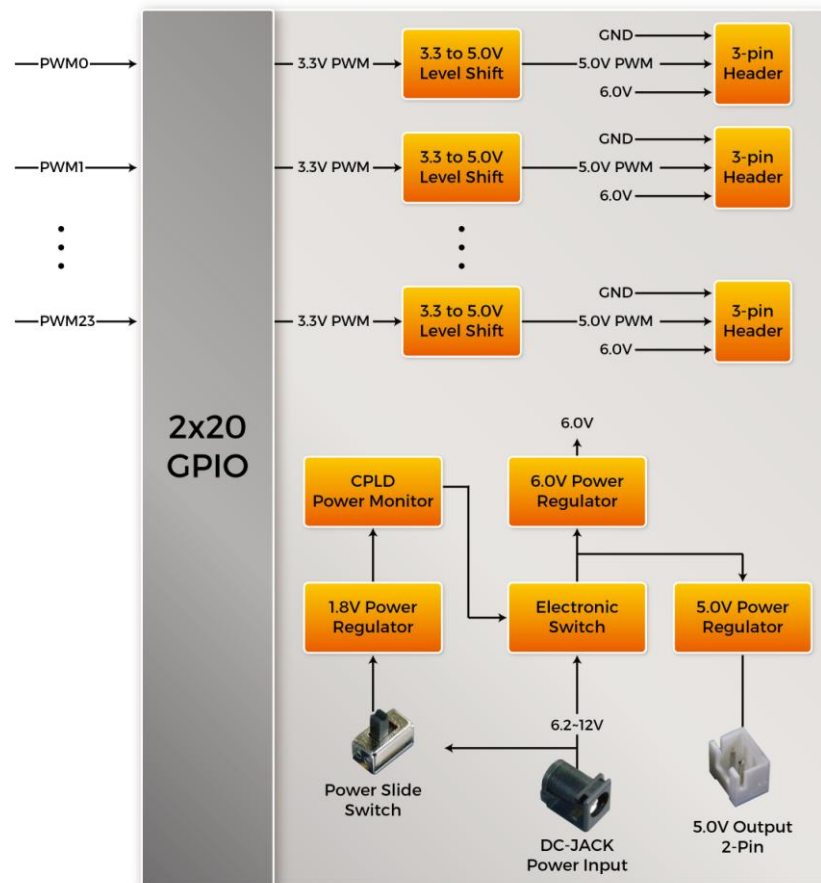 GND
PWM0
3.3V PWM
3.3 to 5.0V
Level Shift
5.0V PWM
6.0V
3-pin
Header
GND
PWM1
3.3V PWM
3.3 to 5.0V
Level Shift
5.0V PWM
6.0V
3-pin
Header
GND
PWM23
3.3V PWM
3.3 to 5.0V
Level Shift
5.0V PWM
6.0V
3-pin
Header
2x20
GPIO
6.0V
CPLD
Power Monitor
6.0V Power
Regulator
1.8V Power
Regulator
Electronic
Switch
5.0V Power
Regulator
6.2~12V
Power Slide
Switch
DC-JACK
Power Input
5.0V Output
2-Pin